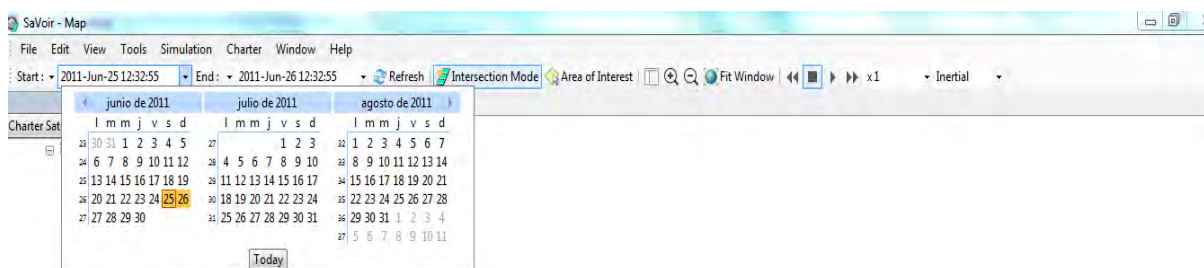 SaVoir - Map
File Edit View Tools Simulation Charter Window Help
Start: 2011-Jun-25 12:32:55 End: 2011-Jun-26 12:32:55 Refresh Intersection Mode Area of Interest Fit Window x1 Inertial
junio de 2011 julio de 2011 agosto de 2011
Charter Sat
l m m j v s d l m m j v s d l m m j v s d
23 30 31 1 2 3 4 5 27 1 2 3 32 1 2 3 4 5 6 7
24 6 7 8 9 10 11 12 28 4 5 6 7 8 9 10 33 8 9 10 11 12 13 14
25 13 14 15 16 17 18 19 29 11 12 13 14 15 16 17 34 15 16 17 18 19 20 21
26 20 21 22 23 24 25 26 30 18 19 20 21 22 23 24 35 22 23 24 25 26 27 28
27 27 28 29 30 31 25 26 27 28 29 30 31 36 29 30 31 1 2 3 4
37 5 6 7 8 9 10 11
Today